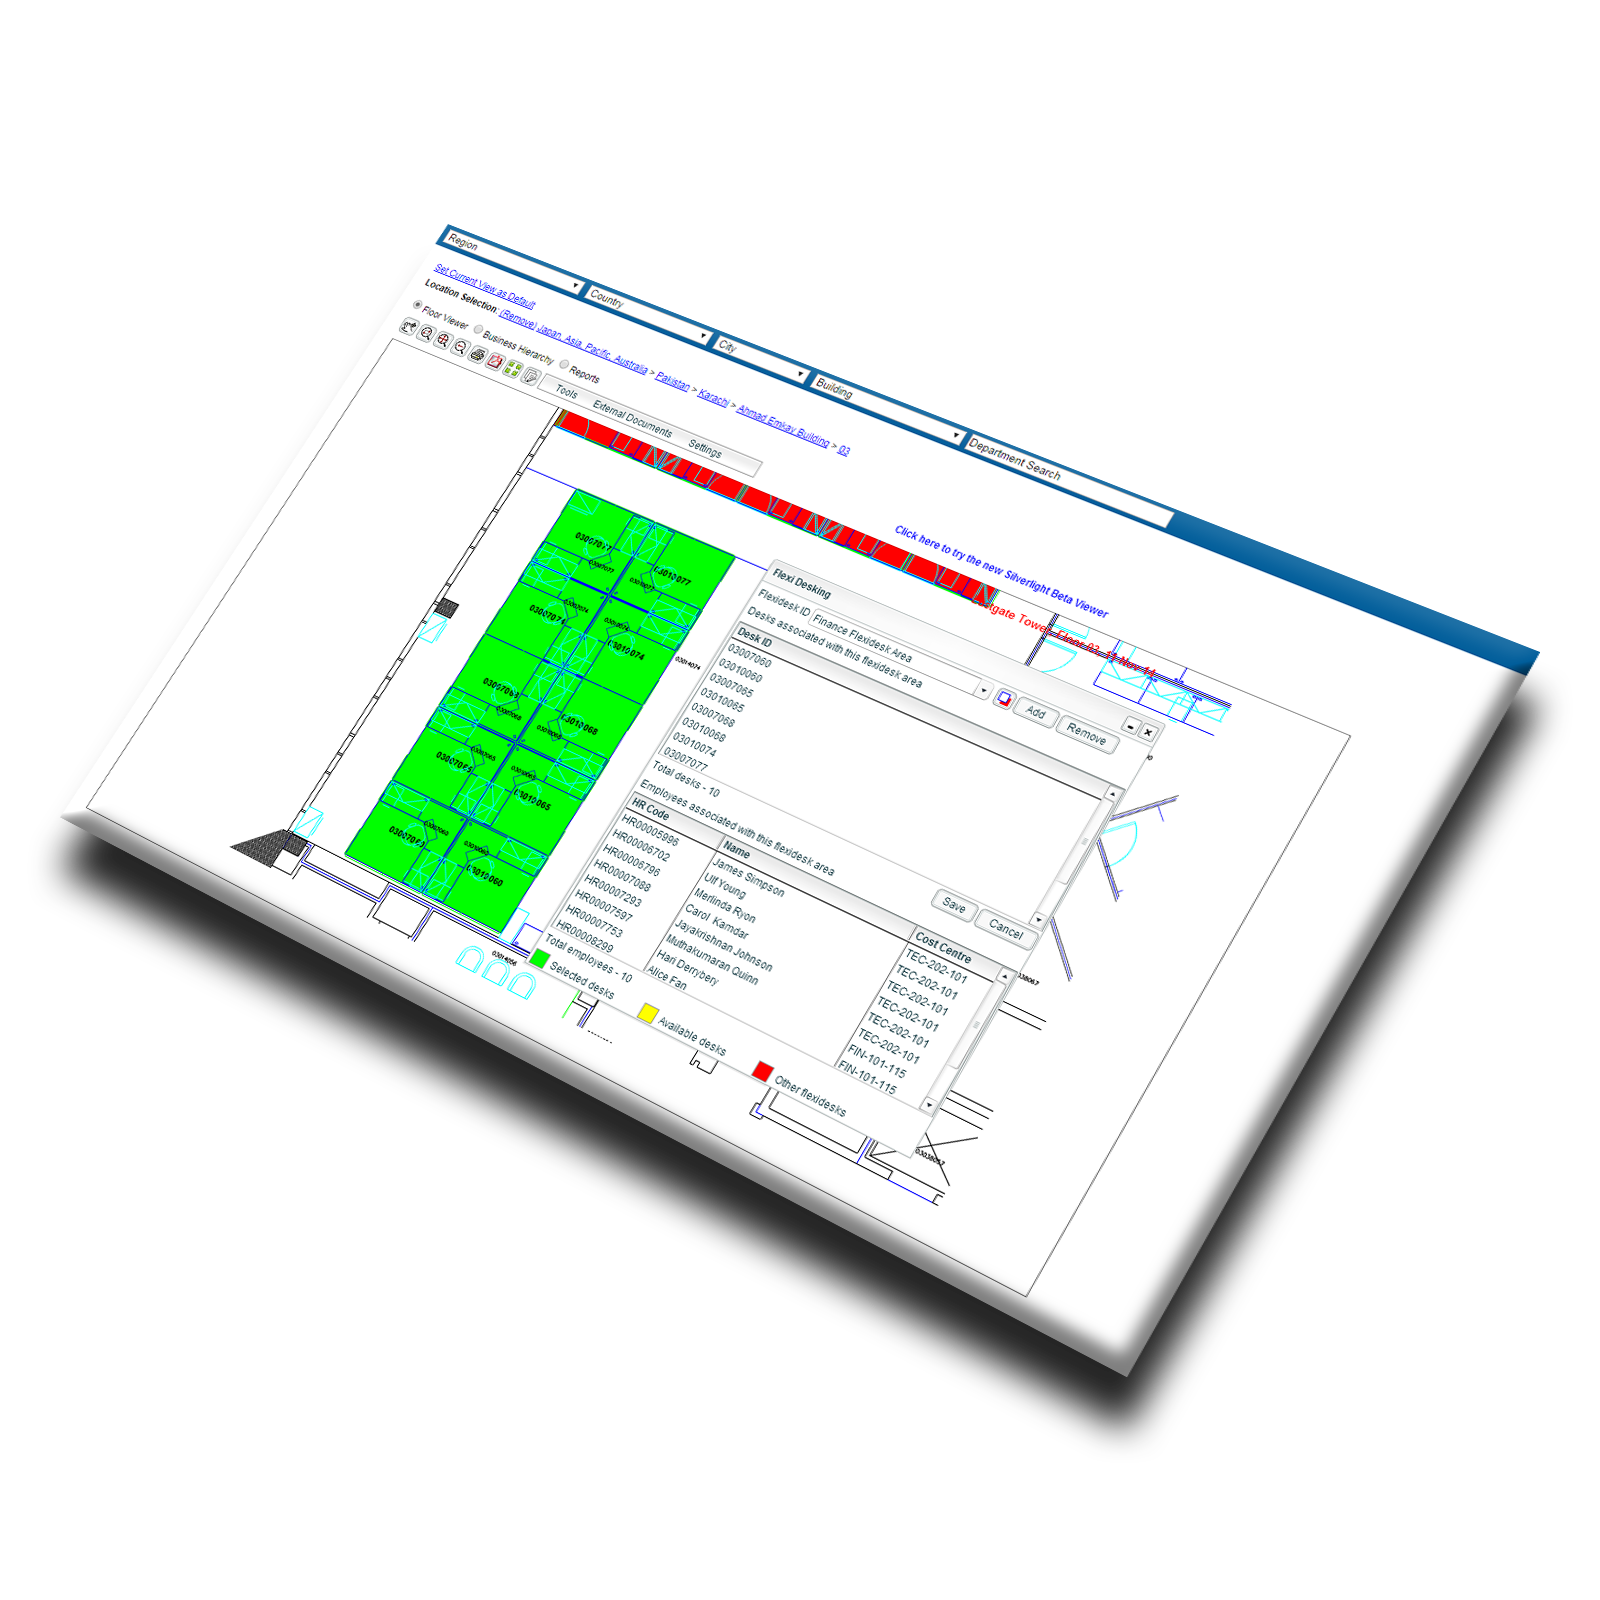 Region
Country
City
Building
Department Search
Set Current View as Default
Location Selection: (Remove) Japan, Asia, Pacific, Australia > Pakistan > Karachi > Ahmad Emkay Building > 03
Floor Viewer Business Hierarchy Reports
Tools External Documents Settings
Click here to try the new Silverlight Beta Viewer
Floor 03
03007077
03010077
03007074
03010074
03014074
03010068
03007065
03010065
03010060
03014056
Flexi Desking
Flexidesk ID Finance Flexidesk Area
Desks associated with this flexidesk area
Add Remove
Desk ID
03007060
03010060
03007065
03010065
03007068
03010068
03010074
03007077
Total desks - 10
Employees associated with this flexidesk area
HR Code Name Cost Centre
HR00005996 James Simpson TEC-202-101
HR00006702 Ulf Young TEC-202-101
HR00006796 Merlinda Ryon TEC-202-101
HR00007088 Carol Kamdar TEC-202-101
HR00007293 Jayakrishnan Johnson TEC-202-101
HR00007597 Muthakumaran Quinn TEC-202-101
HR00007753 Hari Derrybery FIN-101-115
HR00008299 Alice Fan FIN-101-115
Total employees - 10
Save Cancel
Selected desks
Available desks
Other flexidesks